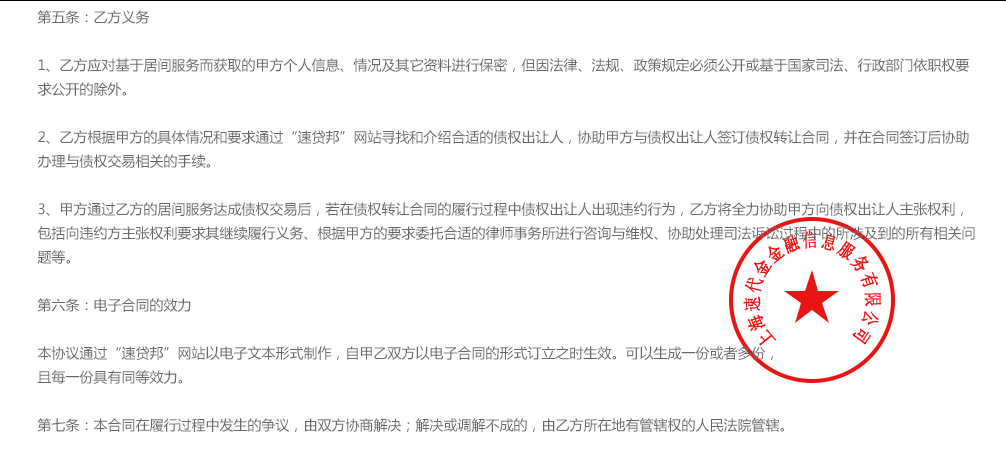 第五条：乙方义务
1、乙方应对基于居间服务而获取的甲方个人信息、情况及其它资料进行保密，但因法律、法规、政策规定必须公开或基于国家司法、行政部门依职权要
求公开的除外。
2、乙方根据甲方的具体情况和要求通过“速贷邦”网站寻找和介绍合适的债权出让人，协助甲方与债权出让人签订债权转让合同，并在合同签订后协助
办理与债权交易相关的手续。
3、甲方通过乙方的居间服务达成债权交易后，若在债权转让合同的履行过程中债权出让人出现违约行为，乙方将全力协助甲方向债权出让人主张权利，
包括向违约方主张权利要求其继续履行义务、根据甲方的要求委托合适的律师事务所进行咨询与维权、协助处理司法诉讼过程中的所涉及到的所有相关问
题等。
第六条：电子合同的效力
本协议通过“速贷邦”网站以电子文本形式制作，自甲乙双方以电子合同的形式订立之时生效。可以生成一份或者多份，
且每一份具有同等效力。
第七条：本合同在履行过程中发生的争议，由双方协商解决；解决或调解不成的，由乙方所在地有管辖权的人民法院管辖。
上海速代金金融信息服务有限公司